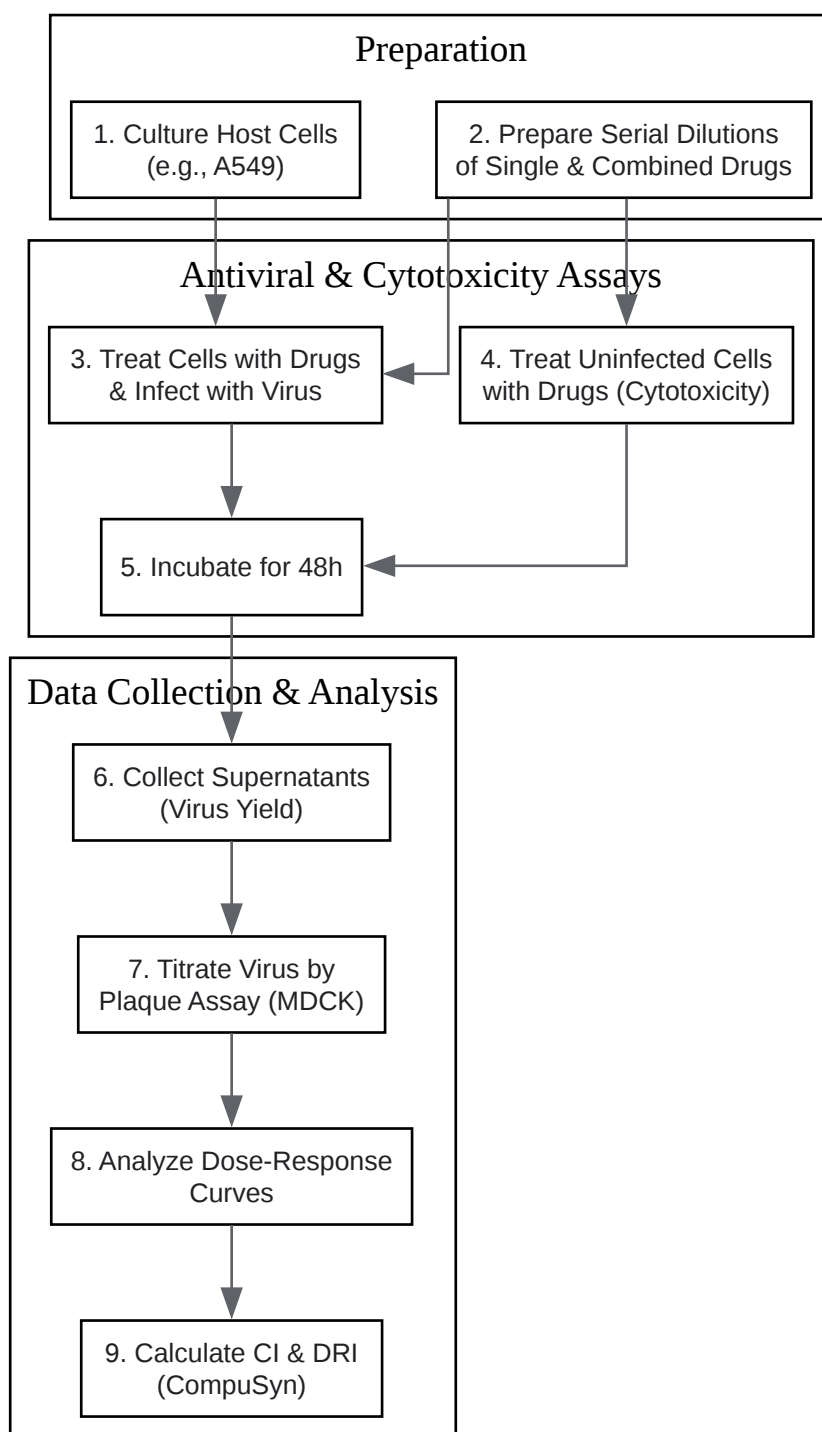 Preparation
1. Culture Host Cells
(e.g., A549)
2. Prepare Serial Dilutions
of Single & Combined Drugs
Antiviral & Cytotoxicity Assays
3. Treat Cells with Drugs
& Infect with Virus
4. Treat Uninfected Cells
with Drugs (Cytotoxicity)
5. Incubate for 48h
Data Collection & Analysis
6. Collect Supernatants
(Virus Yield)
7. Titrate Virus by
Plaque Assay (MDCK)
8. Analyze Dose-Response
Curves
9. Calculate CI & DRI
(CompuSyn)